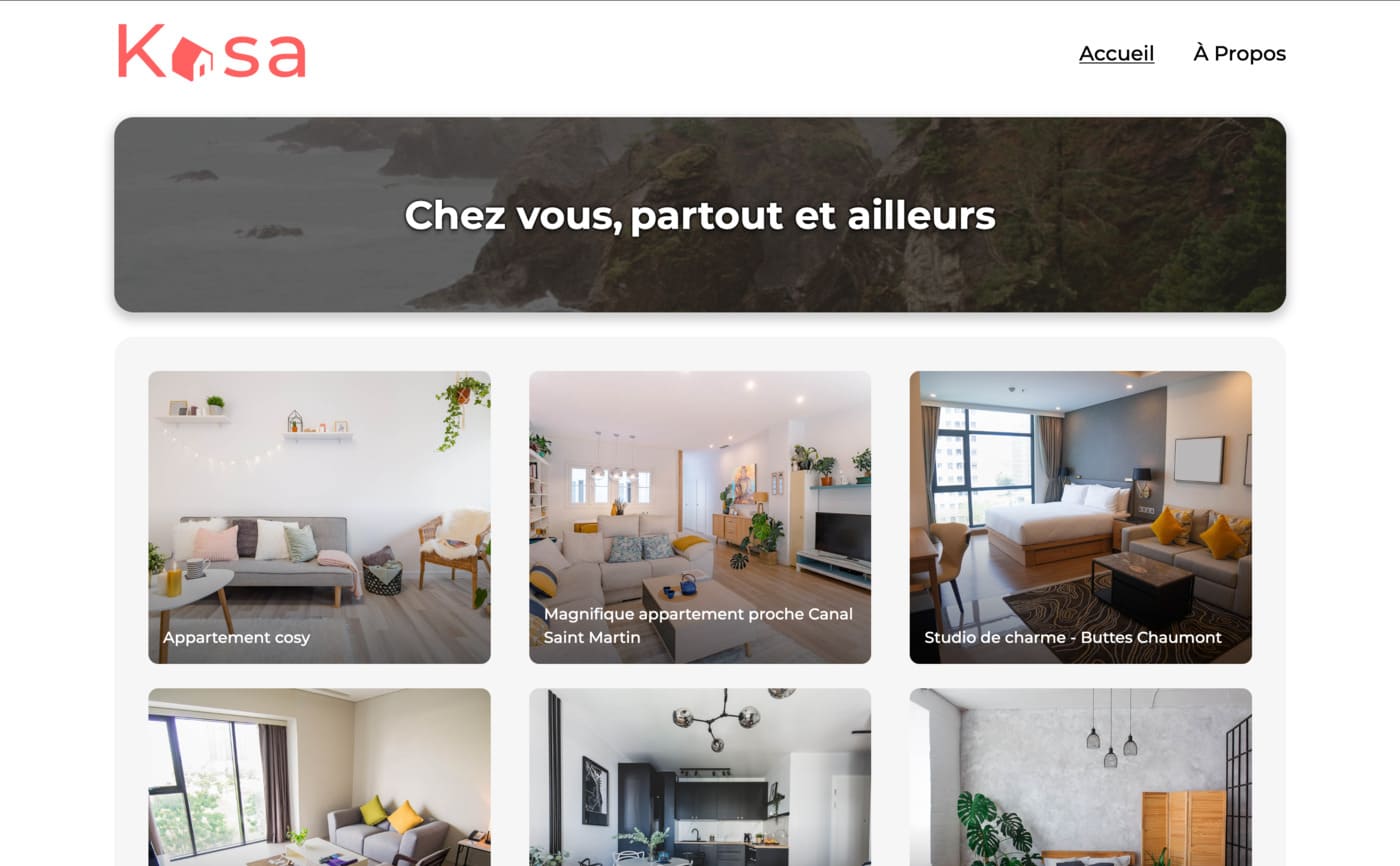 Kasa
Accueil
À Propos
Chez vous, partout et ailleurs
Appartement cosy
Magnifique appartement proche Canal
Saint Martin
Studio de charme - Buttes Chaumont